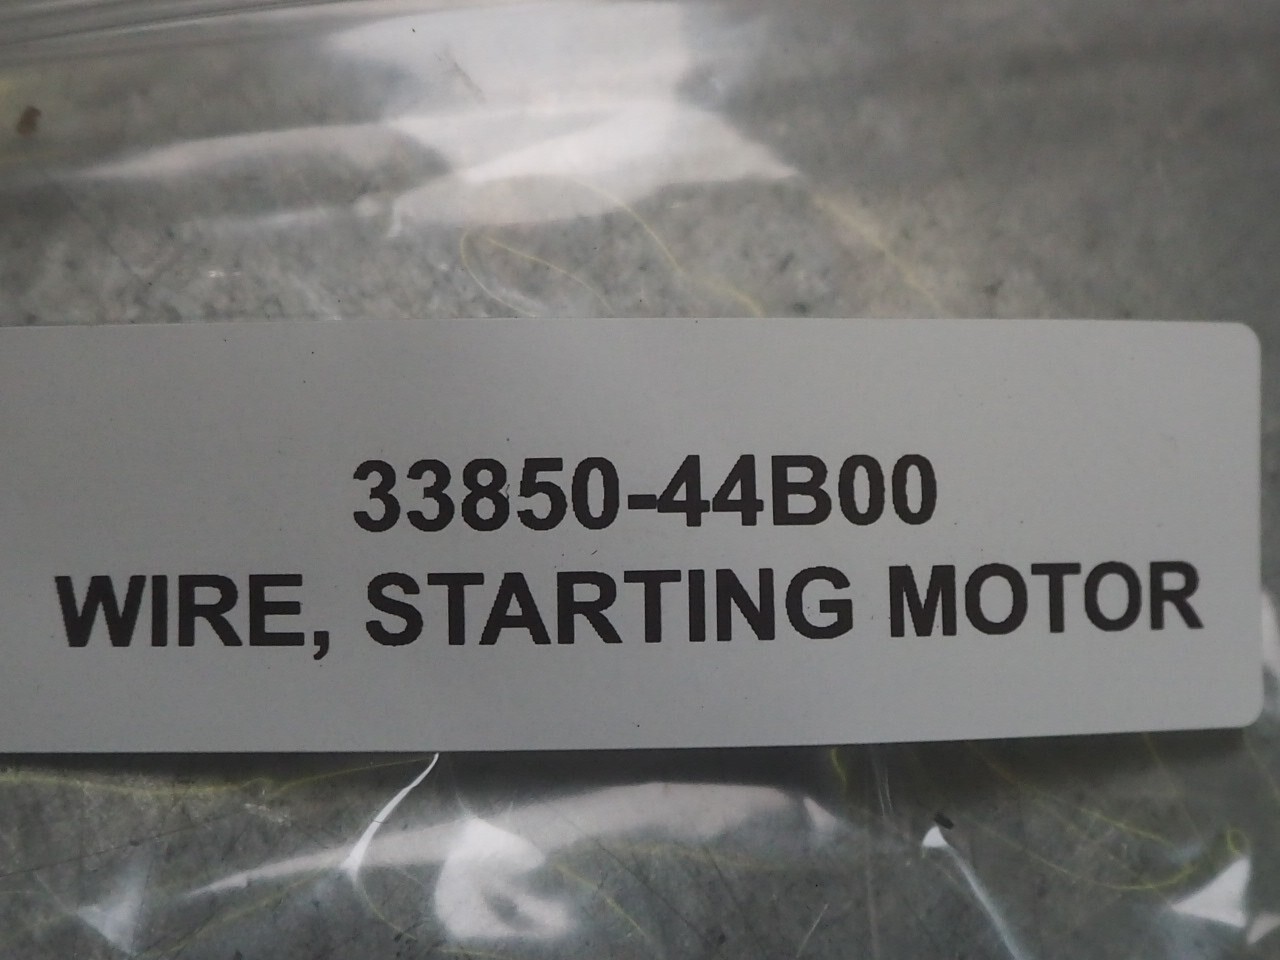 33850-44B00
WIRE, STARTING MOTOR